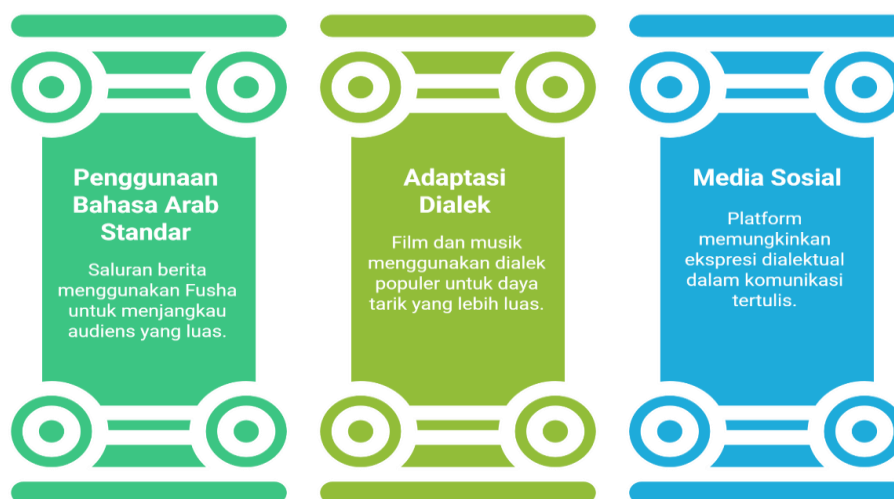 Penggunaan
Bahasa Arab
Standar
Saluran berita
menggunakan Fusha
untuk menjangkau
audiens yang luas.
Adaptasi
Dialek
Film dan musik
menggunakan dialek
populer untuk daya
tarik yang lebih luas.
Media Sosial
Platform
memungkinkan
ekspresi dialektual
dalam komunikasi
tertulis.